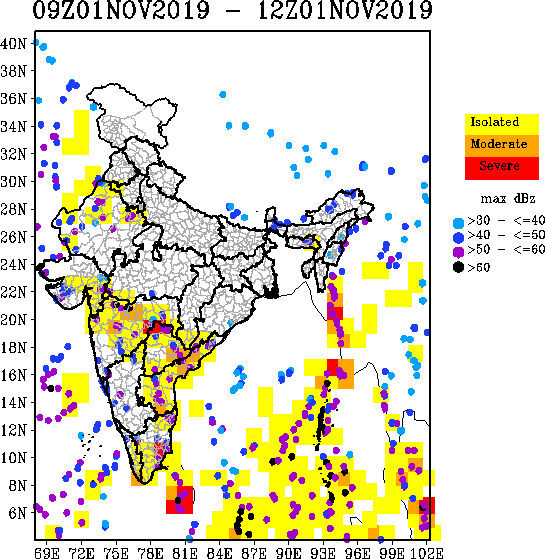 09Z01NOV2019 - 12Z01NOV2019
40N
38N
36N
34N
32N
30N
28N
26N
24N
22N
20N
18N
16N
14N
12N
10N
8N
6N
69E 72E 75E 78E 81E 84E 87E 90E 93E 96E 99E 102E
Isolated
Moderate
Severe
max dBz
>30 - <=40
>40 - <=50
>50 - <=60
>60